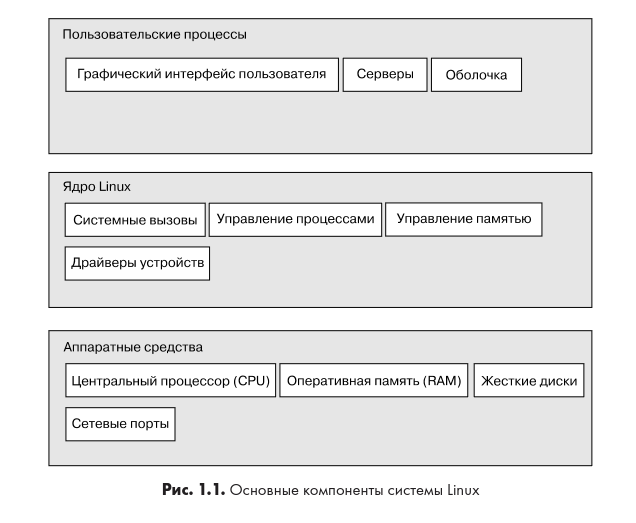 Пользовательские процессы
Графический интерфейс пользователя
Серверы
Оболочка
Ядро Linux
Системные вызовы
Управление процессами
Управление памятью
Драйверы устройств
Аппаратные средства
Центральный процессор (CPU)
Оперативная память (RAM)
Жесткие диски
Сетевые порты
Рис. 1.1. Основные компоненты системы Linux